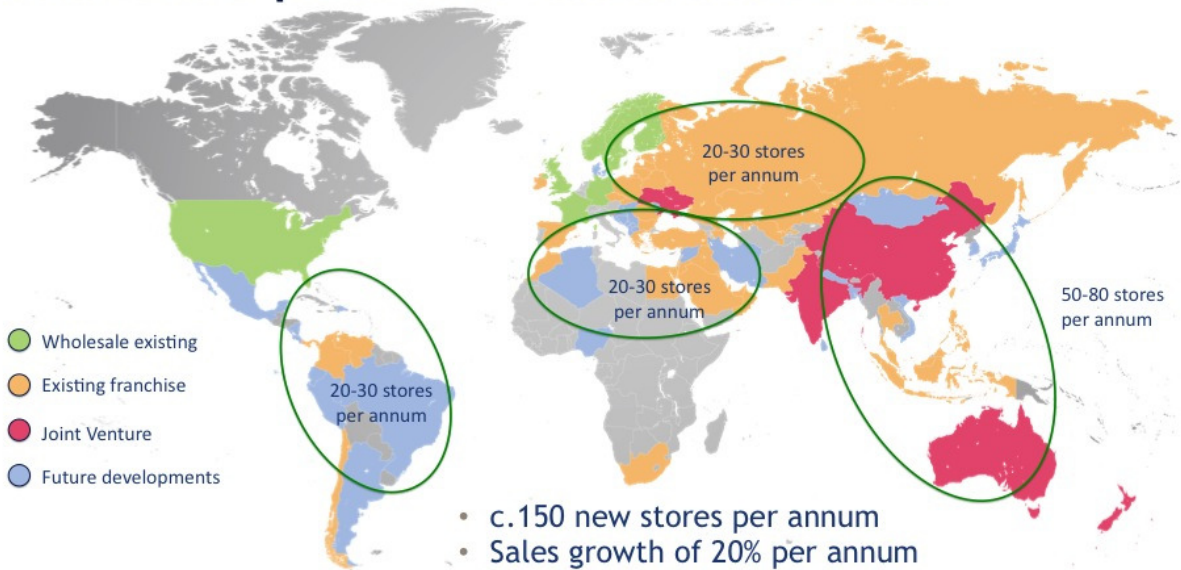 20-30 stores
per annum
20-30 stores
per annum
50-80 stores
per annum
20-30 stores
per annum
Wholesale existing
Existing franchise
Joint Venture
Future developments
• c.150 new stores per annum
• Sales growth of 20% per annum